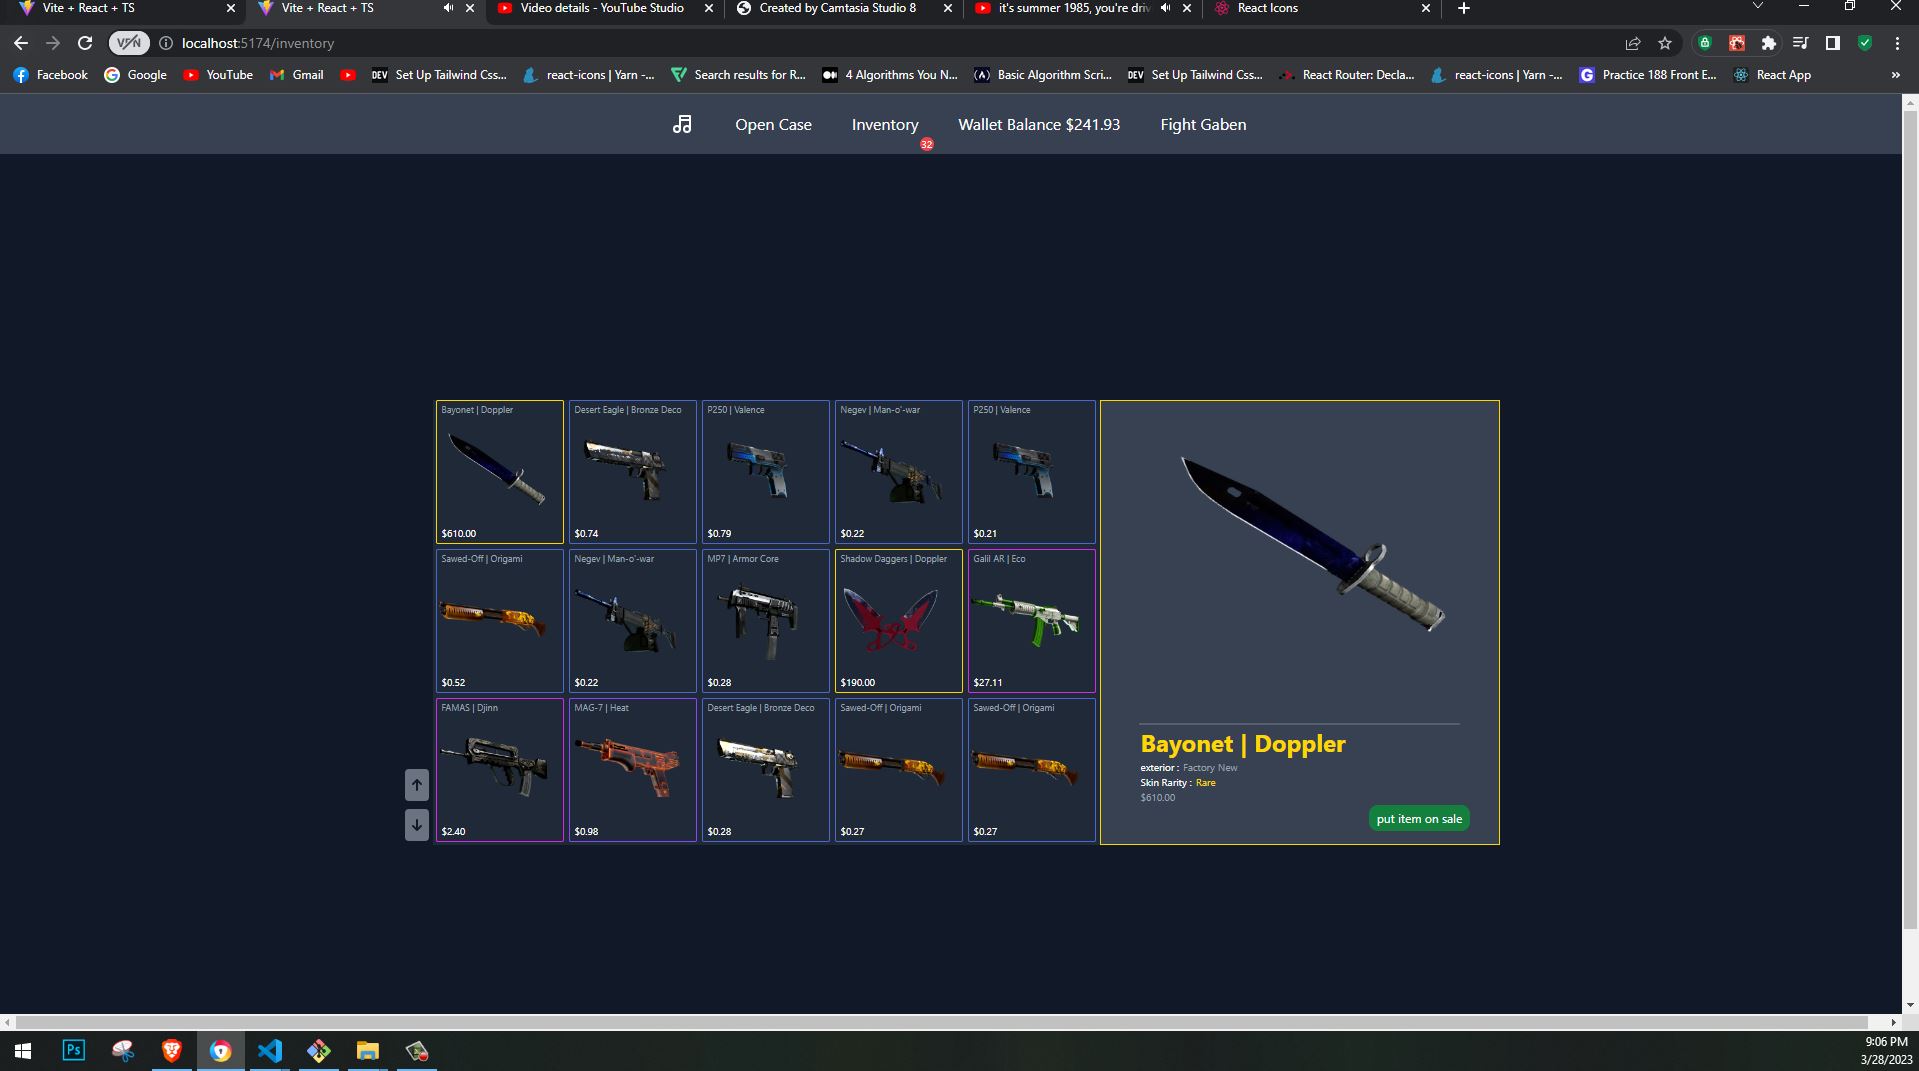 Vite + React + TS
Vite + React + TS
Video details - YouTube Studio
Created by Camtasia Studio 8
it's summer 1985, you're driv
React Icons
VPN
localhost:5174/inventory
Facebook
Google
YouTube
Gmail
DEV
Set Up Tailwind Css...
react-icons | Yarn -...
Search results for R...
4 Algorithms You N...
(A)
Basic Algorithm Scri...
DEV
Set Up Tailwind Css...
React Router: Decla...
react-icons | Yarn -...
G
Practice 188 Front E...
React App
»
Open Case
Inventory
32
Wallet Balance $241.93
Fight Gaben
Bayonet | Doppler
$610.00
Desert Eagle | Bronze Deco
$0.74
P250 | Valence
$0.79
Negev | Man-o'-war
$0.22
P250 | Valence
$0.21
Sawed-Off | Origami
$0.52
Negev | Man-o'-war
$0.22
MP7 | Armor Core
$0.28
Shadow Daggers | Doppler
$190.00
Galil AR | Eco
$27.11
FAMAS | Djinn
$2.40
MAG-7 | Heat
$0.98
Desert Eagle | Bronze Deco
$0.28
Sawed-Off | Origami
$0.27
Sawed-Off | Origami
$0.27
Bayonet | Doppler
exterior : Factory New
Skin Rarity : Rare
$610.00
put item on sale
Ps
9:06 PM
3/28/2023